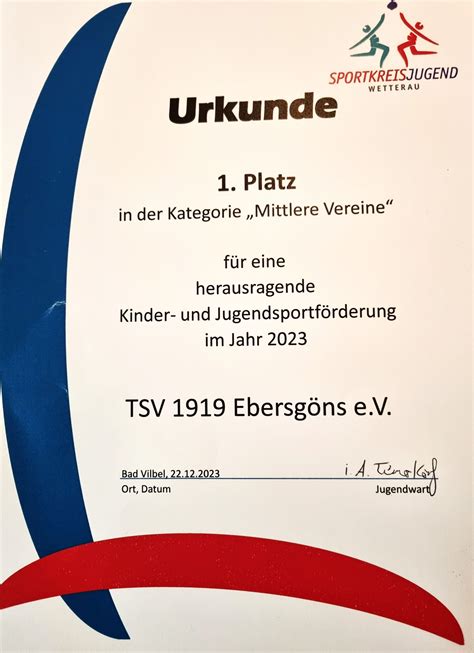 SPORTKREISJUGEND
WETTERAU
Urkunde
1. Platz
in der Kategorie „Mittlere Vereine“
für eine
herausragende
Kinder- und Jugendsportförderung
im Jahr 2023
TSV 1919 Ebersgöns e.V.
Bad Vilbel, 22.12.2023 i. A.
Ort, Datum Jugendwart